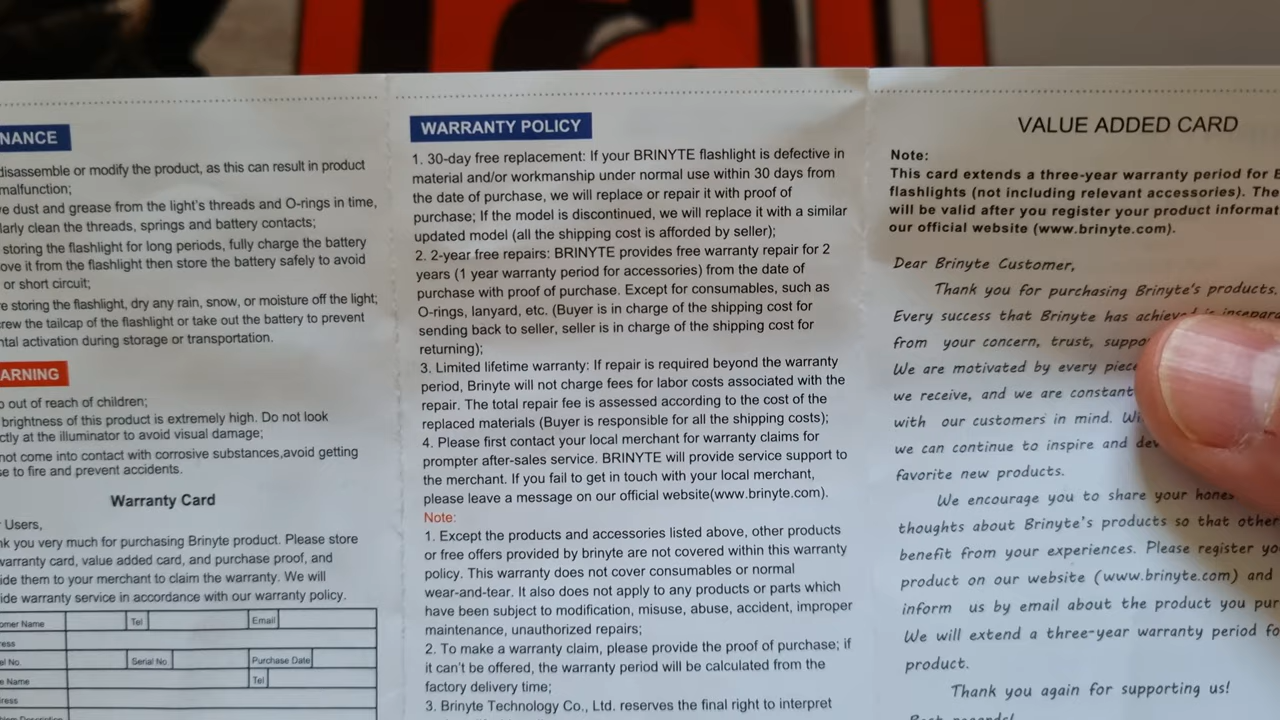 NANCE
disassemble or modify the product, as this can result in product
malfunction;
e dust and grease from the light's threads and O-rings in time,
larly clean the threads, springs and battery contacts;
storing the flashlight for long periods, fully charge the battery
ove it from the flashlight then store the battery safely to avoid
or short circuit;
e storing the flashlight, dry any rain, snow, or moisture off the light;
crew the tailcap of the flashlight or take out the battery to prevent
ntal activation during storage or transportation.
ARNING
out of reach of children;
brightness of this product is extremely high. Do not look
ctly at the illuminator to avoid visual damage;
not come into contact with corrosive substances,avoid getting
se to fire and prevent accidents.
Warranty Card
Users,
nk you very much for purchasing Brinyte product. Please store
warranty card, value added card, and purchase proof, and
ide them to your merchant to claim the warranty. We will
ide warranty service in accordance with our warranty policy.
omer Name Tel Email
ress
el No. Serial No. Purchase Date
e Name Tel
ress
WARRANTY POLICY
1. 30-day free replacement: If your BRINYTE flashlight is defective in
material and/or workmanship under normal use within 30 days from
the date of purchase, we will replace or repair it with proof of
purchase; If the model is discontinued, we will replace it with a similar
updated model (all the shipping cost is afforded by seller);
2. 2-year free repairs: BRINYTE provides free warranty repair for 2
years (1 year warranty period for accessories) from the date of
purchase with proof of purchase. Except for consumables, such as
O-rings, lanyard, etc. (Buyer is in charge of the shipping cost for
sending back to seller, seller is in charge of the shipping cost for
returning);
3. Limited lifetime warranty: If repair is required beyond the warranty
period, Brinyte will not charge fees for labor costs associated with the
repair. The total repair fee is assessed according to the cost of the
replaced materials (Buyer is responsible for all the shipping costs);
4. Please first contact your local merchant for warranty claims for
prompter after-sales service. BRINYTE will provide service support to
the merchant. If you fail to get in touch with your local merchant,
please leave a message on our official website(www.brinyte.com).
Note:
1. Except the products and accessories listed above, other products
or free offers provided by brinyte are not covered within this warranty
policy. This warranty does not cover consumables or normal
wear-and-tear. It also does not apply to any products or parts which
have been subject to modification, misuse, abuse, accident, improper
maintenance, unauthorized repairs;
2. To make a warranty claim, please provide the proof of purchase; if
it can't be offered, the warranty period will be calculated from the
factory delivery time;
3. Brinyte Technology Co., Ltd. reserves the final right to interpret
VALUE ADDED CARD
Note:
This card extends a three-year warranty period for
flashlights (not including relevant accessories). The
will be valid after you register your product informat
our official website (www.brinyte.com).
Dear Brinyte Customer,
Thank you for purchasing Brinyte's products.
Every success that Brinyte has achieved is insepara
from your concern, trust, suppo
We are motivated by every piece
we receive, and we are constant
with our customers in mind. Wi
we can continue to inspire and dev
favorite new products.
We encourage you to share your hones
thoughts about Brinyte's products so that other
benefit from your experiences. Please register yo
product on our website (www.brinyte.com) and
inform us by email about the product you pur
We will extend a three-year warranty period fo
product.
Thank you again for supporting us!